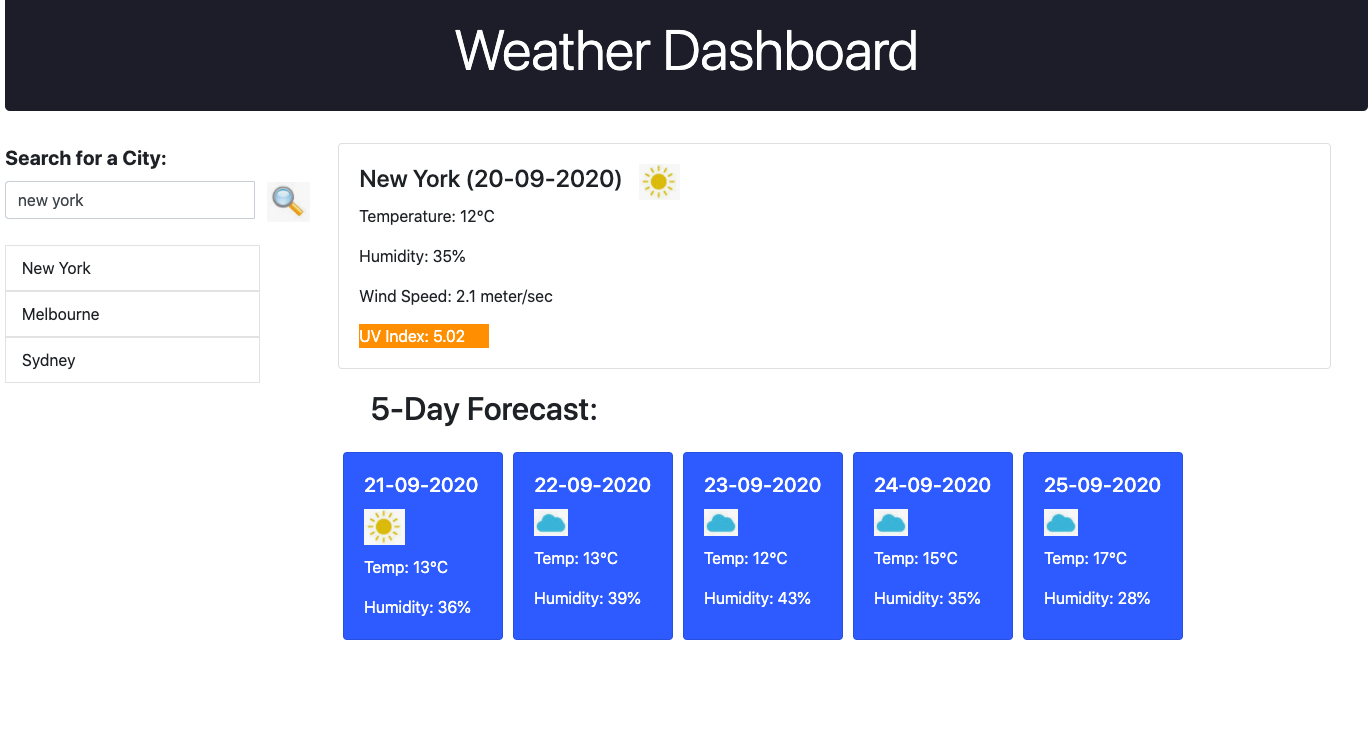 Weather Dashboard
Search for a City:
new york
New York
Melbourne
Sydney
New York (20-09-2020)
Temperature: 12°C
Humidity: 35%
Wind Speed: 2.1 meter/sec
UV Index: 5.02
5-Day Forecast:
21-09-2020
Temp: 13°C
Humidity: 36%
22-09-2020
Temp: 13°C
Humidity: 39%
23-09-2020
Temp: 12°C
Humidity: 43%
24-09-2020
Temp: 15°C
Humidity: 35%
25-09-2020
Temp: 17°C
Humidity: 28%